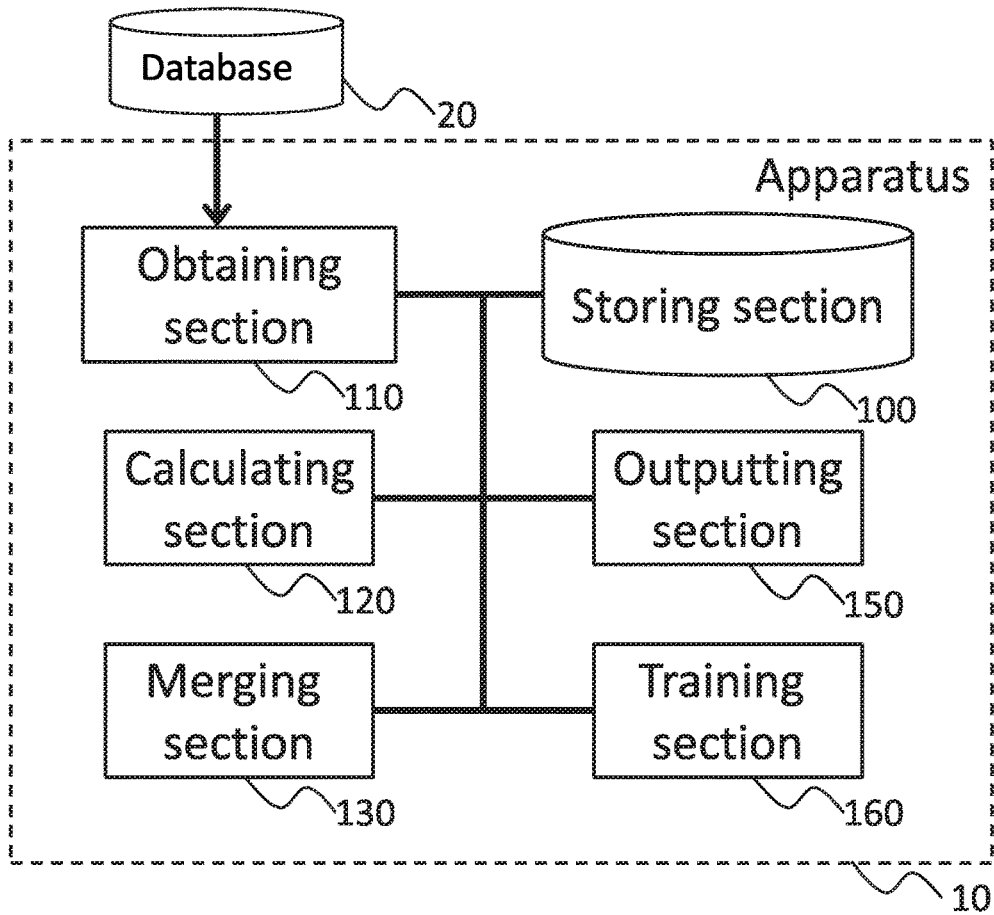 Database
20
Apparatus
Obtaining
section
110
Storing section
100
Calculating
section
120
Outputting
section
150
Merging
section
130
Training
section
160
10